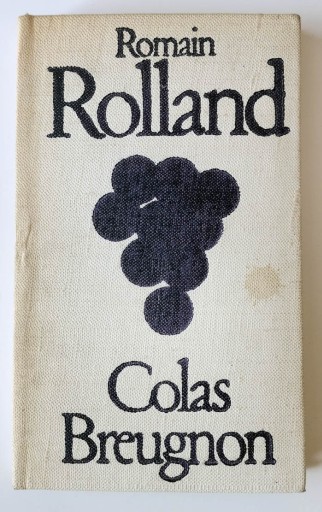 Romain
Rolland
Colas
Breugnon